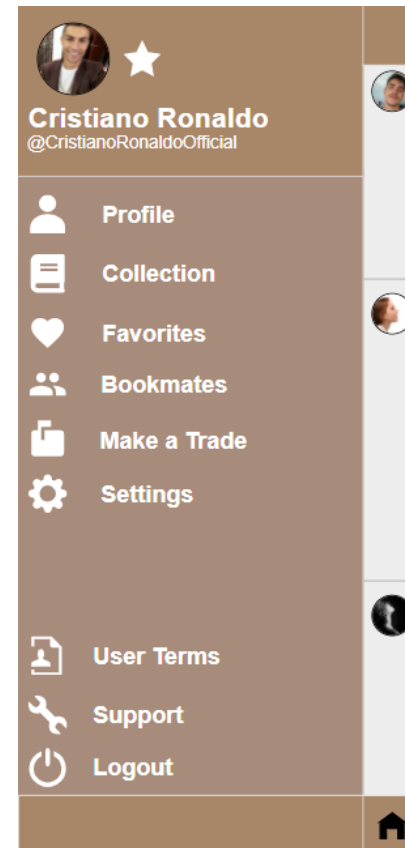 Cristiano Ronaldo
@CristianoRonaldoOfficial
Profile
Collection
Favorites
Bookmates
Make a Trade
Settings
User Terms
Support
Logout